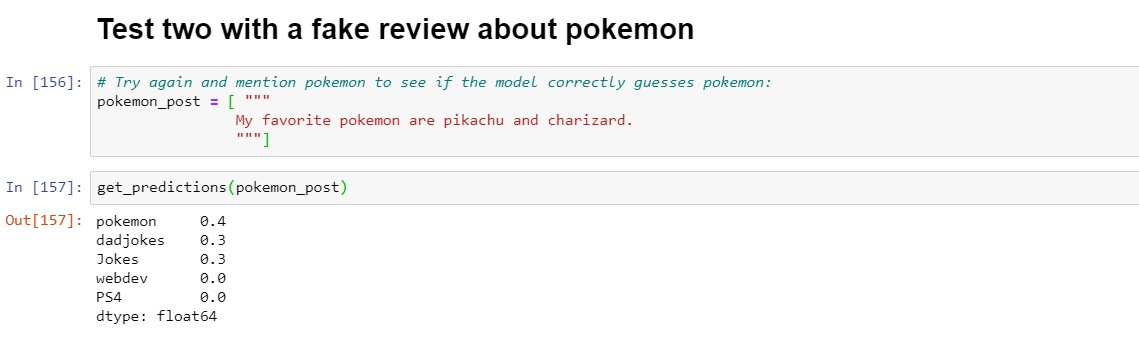 Test two with a fake review about pokemon
In [156]: # Try again and mention pokemon to see if the model correctly guesses pokemon:
pokemon_post = [ """
My favorite pokemon are pikachu and charizard.
"""]
In [157]: get_predictions(pokemon_post)
Out[157]: pokemon 0.4
dadjokes 0.3
Jokes 0.3
webdev 0.0
PS4 0.0
dtype: float64